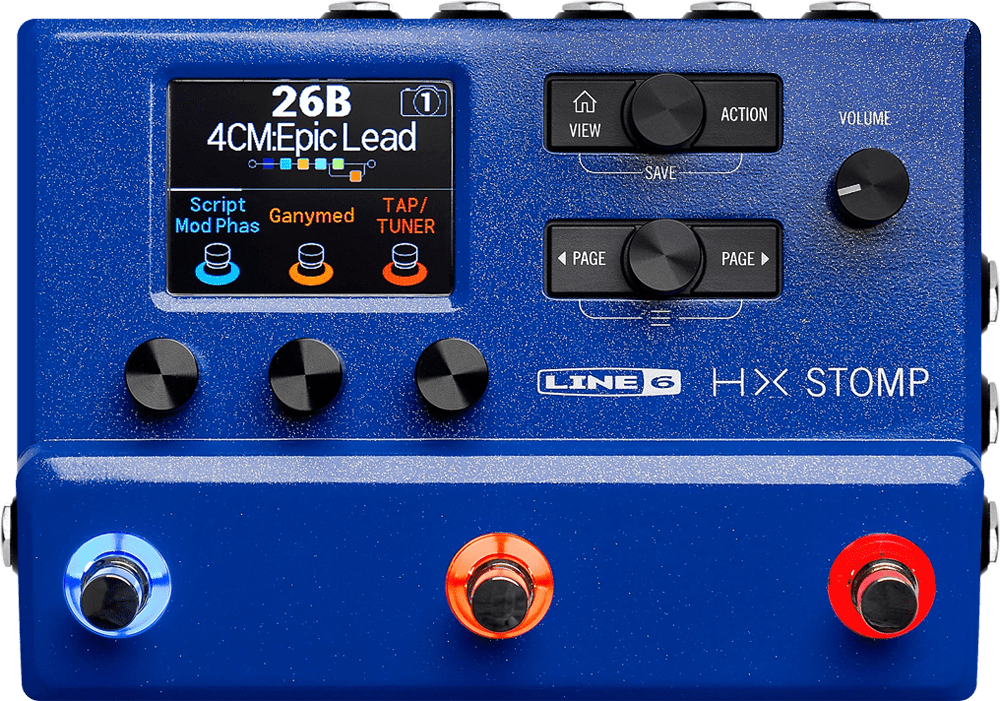 26B
1
4CM:Epic Lead
Script
Mod Phas
Ganymed
TAP/
TUNER
VIEW
ACTION
SAVE
VOLUME
PAGE
PAGE
LINE 6
HX STOMP